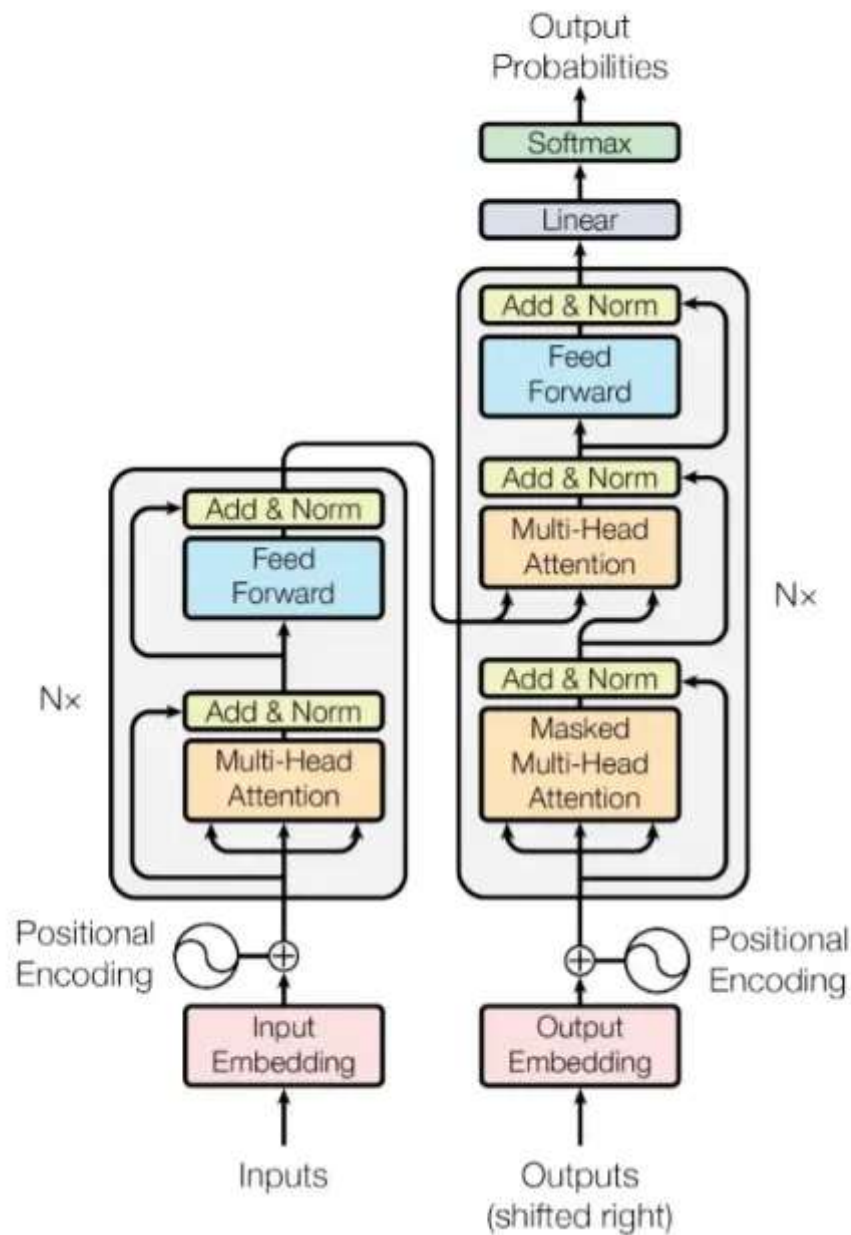 Output
Probabilities
Softmax
Linear
Add & Norm
Feed
Forward
Add & Norm
Multi-Head
Attention
Add & Norm
Masked
Multi-Head
Attention
Nx
Add & Norm
Feed
Forward
Add & Norm
Multi-Head
Attention
Nx
Positional
Encoding
Positional
Encoding
Input
Embedding
Output
Embedding
Inputs
Outputs
(shifted right)